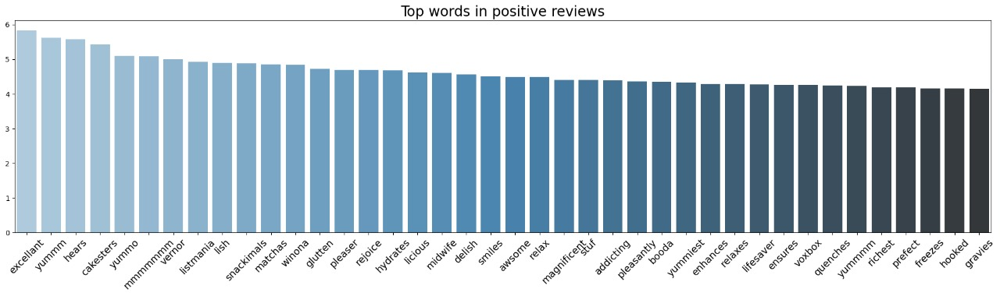 Top words in positive reviews
6
5
4
3
2
1
0
excellant
yummm
hears
cakesters
yummo
mmmmmmm
vernor
listmania
lish
snackimals
matchas
winona
glutten
pleaser
rejoice
hydrates
licious
midwife
delish
smiles
awsome
relax
magnificent
stuf
addicting
pleasantly
booda
yummiest
enhances
relaxes
lifesaver
ensures
voxbox
quenches
yummmm
richest
prefect
freezes
hooked
gravies